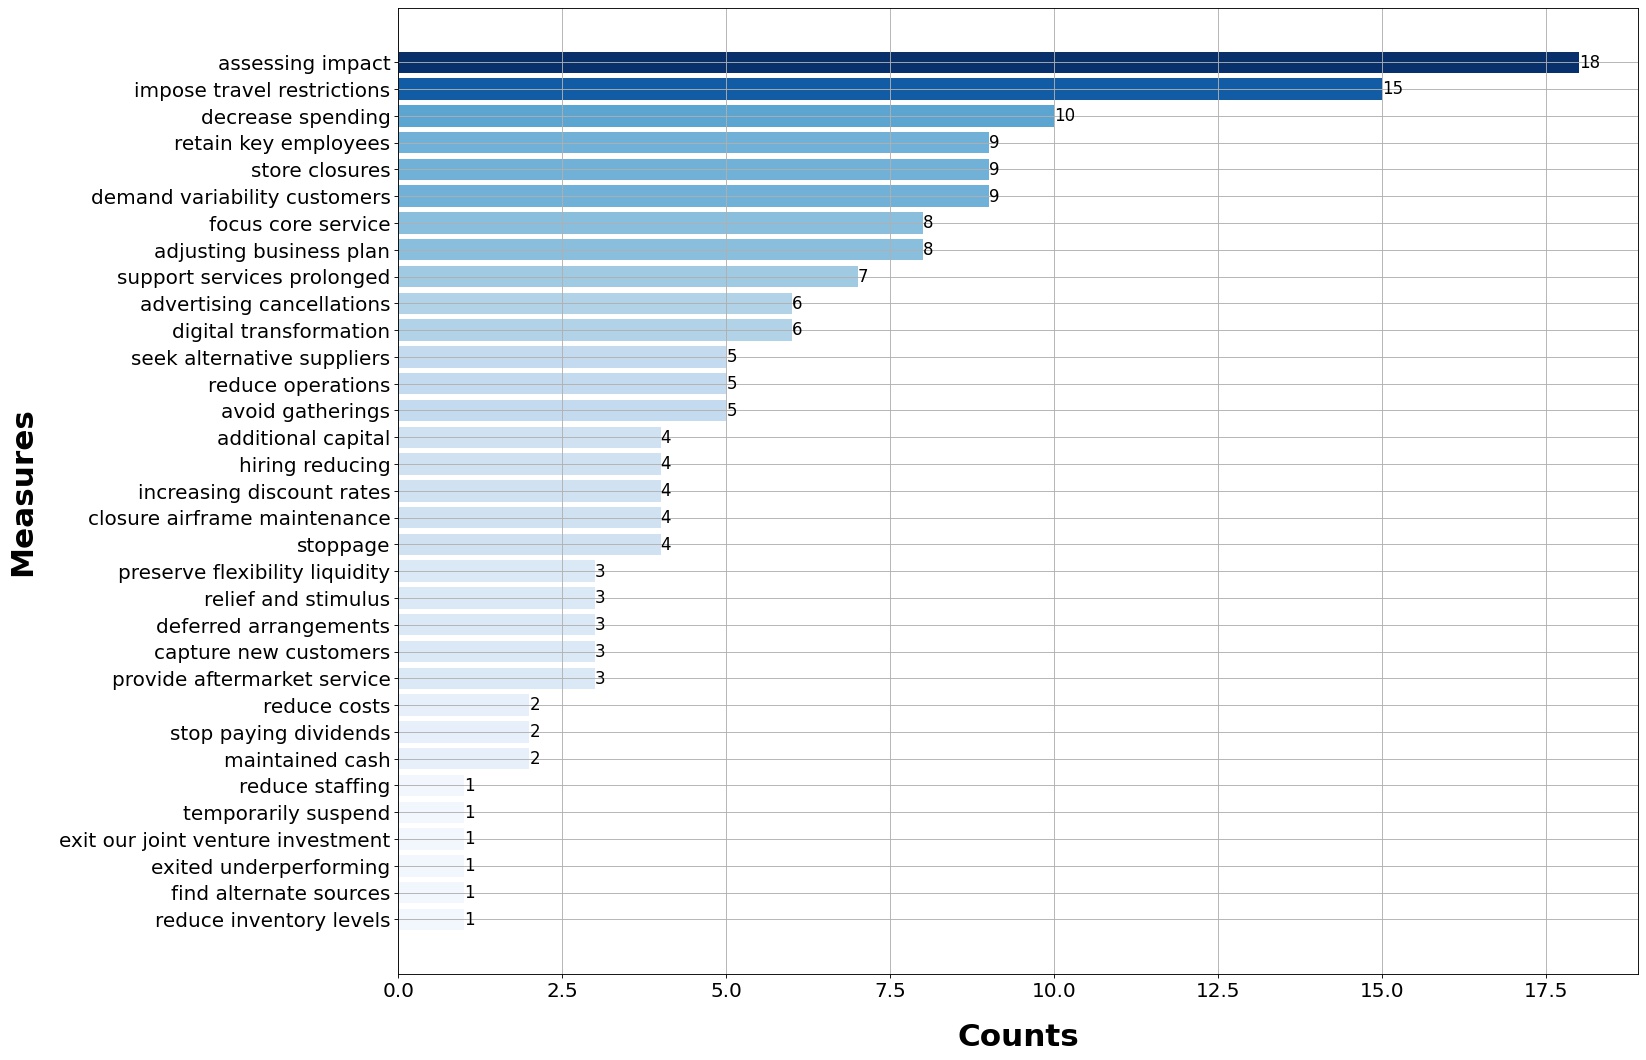 assessing impact 18
impose travel restrictions 15
decrease spending 10
retain key employees 9
store closures 9
demand variability customers 9
focus core service 8
adjusting business plan 8
support services prolonged 7
advertising cancellations 6
digital transformation 6
seek alternative suppliers 5
reduce operations 5
avoid gatherings 5
additional capital 4
hiring reducing 4
increasing discount rates 4
closure airframe maintenance 4
stoppage 4
preserve flexibility liquidity 3
relief and stimulus 3
deferred arrangements 3
capture new customers 3
provide aftermarket service 3
reduce costs 2
stop paying dividends 2
maintained cash 2
reduce staffing 1
temporarily suspend 1
exit our joint venture investment 1
exited underperforming 1
find alternate sources 1
reduce inventory levels 1
Measures
0.0 2.5 5.0 7.5 10.0 12.5 15.0 17.5
Counts